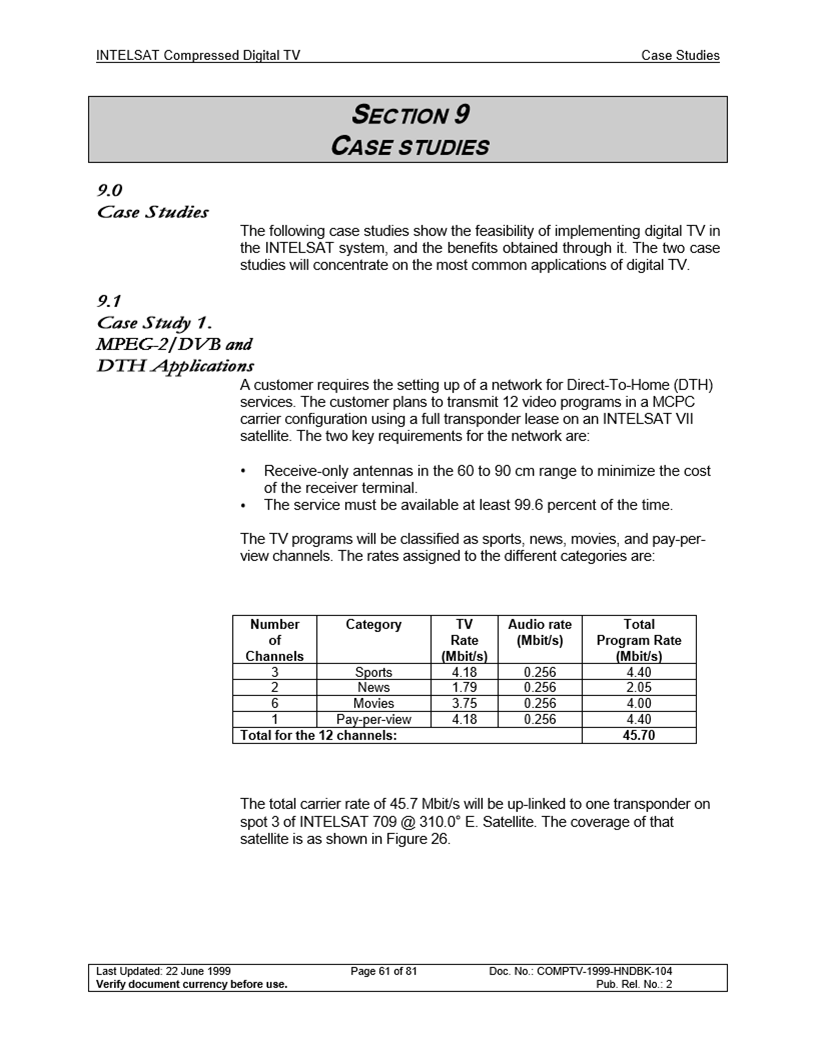 INTELSAT Compressed Digital TV Case Studies
SECTION 9
CASE STUDIES
9.0
Case Studies
The following case studies show the feasibility of implementing digital TV in
the INTELSAT system, and the benefits obtained through it. The two case
studies will concentrate on the most common applications of digital TV.
9.1
Case Study 1.
MPEG-2/DVB and
DTH Applications
A customer requires the setting up of a network for Direct-To-Home (DTH)
services. The customer plans to transmit 12 video programs in a MCPC
carrier configuration using a full transponder lease on an INTELSAT VII
satellite. The two key requirements for the network are:
• Receive-only antennas in the 60 to 90 cm range to minimize the cost
of the receiver terminal.
• The service must be available at least 99.6 percent of the time.
The TV programs will be classified as sports, news, movies, and pay-per-
view channels. The rates assigned to the different categories are:
Number Category TV Audio rate Total
of Rate (Mbit/s) Program Rate
Channels (Mbit/s) (Mbit/s)
3 Sports 4.18 0.256 4.40
2 News 1.79 0.256 2.05
6 Movies 3.75 0.256 4.00
1 Pay-per-view 4.18 0.256 4.40
Total for the 12 channels: 45.70
The total carrier rate of 45.7 Mbit/s will be up-linked to one transponder on
spot 3 of INTELSAT 709 @ 310.0° E. Satellite. The coverage of that
satellite is as shown in Figure 26.
Last Updated: 22 June 1999 Page 61 of 81 Doc. No.: COMPTV-1999-HNDBK-104
Verify document currency before use. Pub. Rel. No.: 2